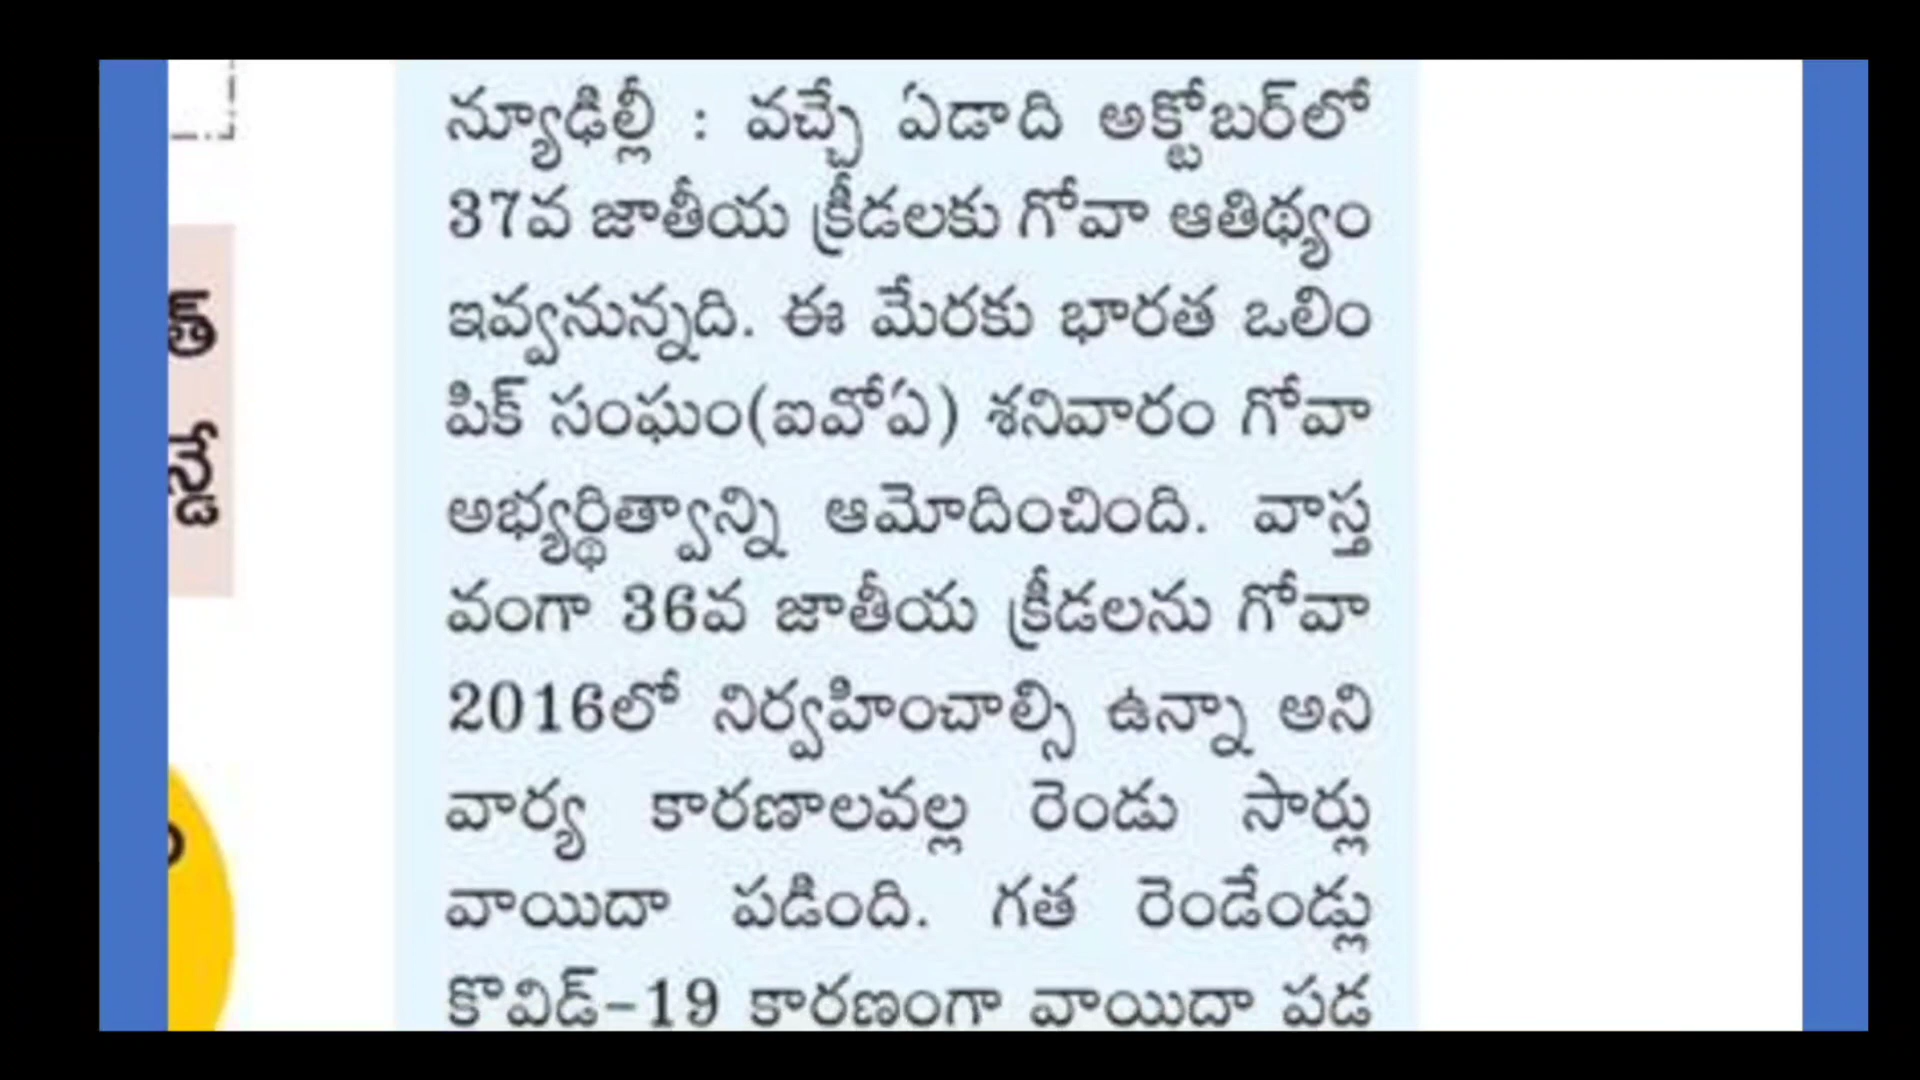 న్యూఢిల్లీ : వచ్చే ఏడాది అక్టోబర్‌లో
37వ జాతీయ క్రీడలకు గోవా ఆతిథ్యం
ఇవ్వనున్నది. ఈ మేరకు భారత ఒలిం
పిక్ సంఘం(ఐవోఏ) శనివారం గోవా
అభ్యర్థిత్వాన్ని ఆమోదించింది. వాస్త
వంగా 36వ జాతీయ క్రీడలను గోవా
2016లో నిర్వహించాల్సి ఉన్నా అని
వార్య కారణాలవల్ల రెండు సార్లు
వాయిదా పడింది. గత రెండేండ్లు
కొవిడ్-19 కారణంగా వాయిదా పడ